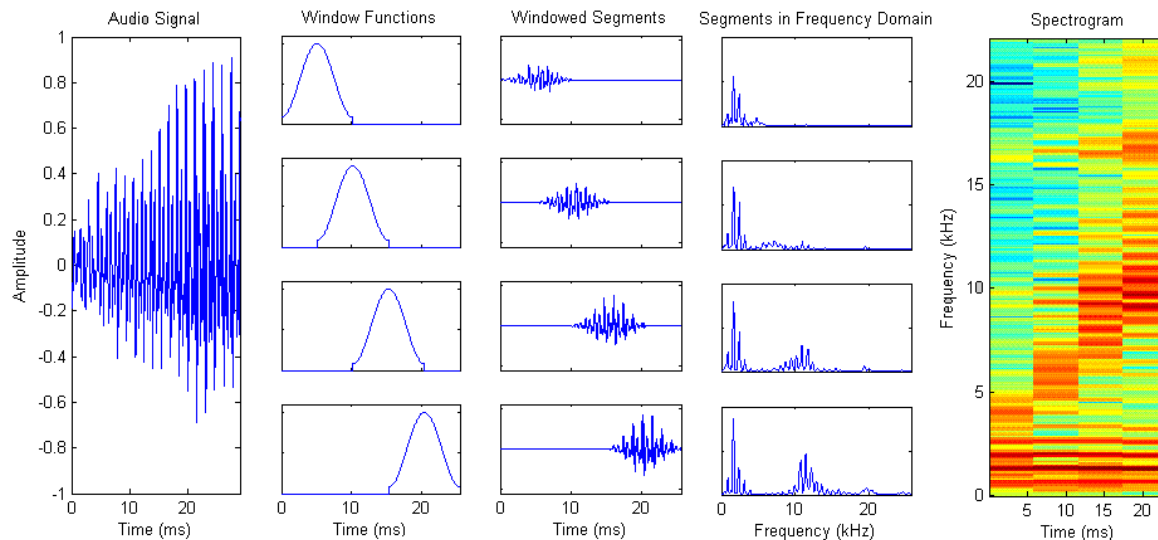 Audio Signal
Window Functions
Windowed Segments
Segments in Frequency Domain
Spectrogram
Amplitude
1
0.8
0.6
0.4
0.2
0
-0.2
-0.4
-0.6
-0.8
-1
0 10 20
Time (ms)
0 10 20
Time (ms)
0 10 20
Time (ms)
0 10 20
Frequency (kHz)
Frequency (kHz)
20
15
10
5
0
5 10 15 20
Time (ms)